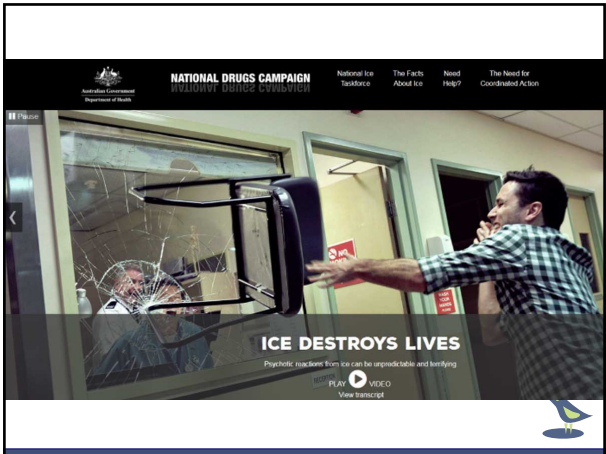 Australian Government
Department of Health
NATIONAL DRUGS CAMPAIGN
National Ice
Taskforce
The Facts
About Ice
Need
Help?
The Need for
Coordinated Action
Pause
NO
ICE DESTROYS LIVES
Psychotic reactions from ice can be unpredictable and terrifying
PLAY VIDEO
View transcript
RECEPTION